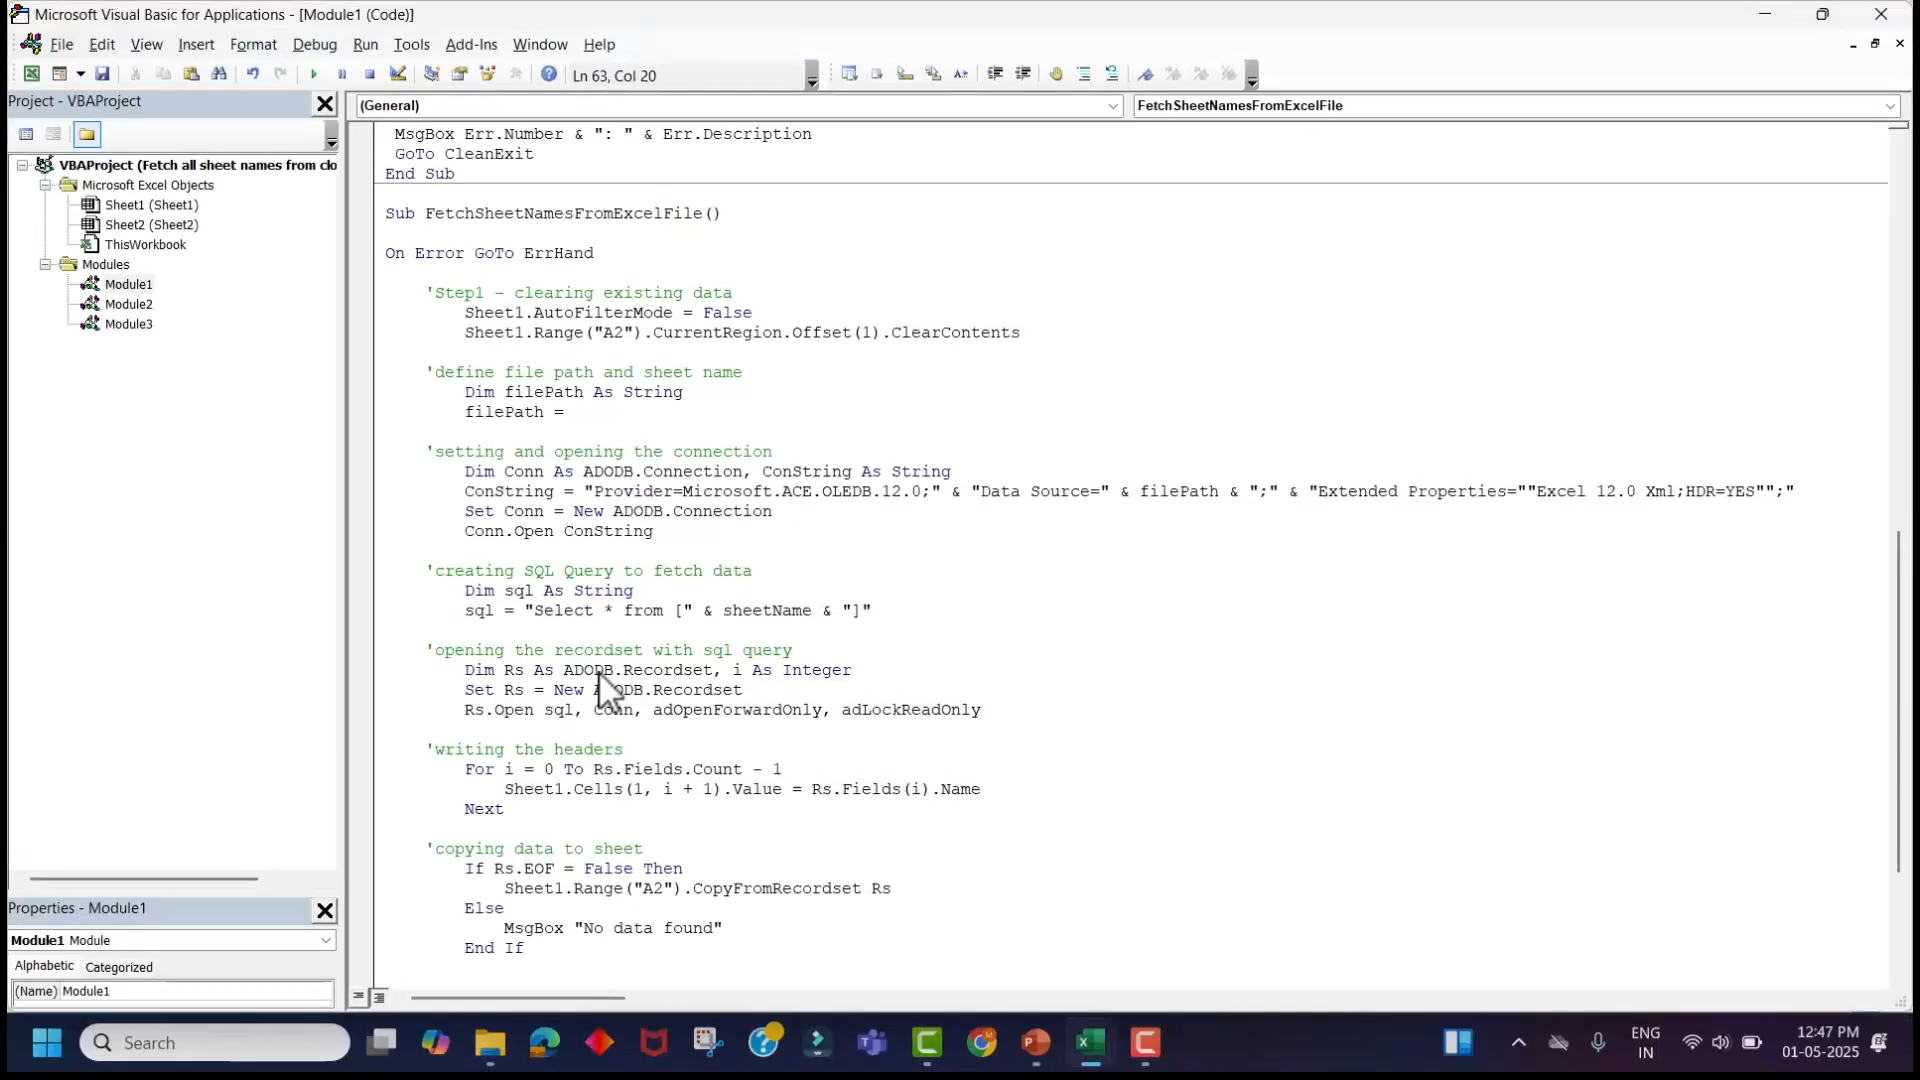 Microsoft Visual Basic for Applications - [Module1 (Code)]
File Edit View Insert Format Debug Run Tools Add-Ins Window Help
Ln 63, Col 20
Project - VBAProject
(General)
FetchSheetNamesFromExcelFile
VBAProject (Fetch all sheet names from clo
Microsoft Excel Objects
Sheet1 (Sheet1)
Sheet2 (Sheet2)
ThisWorkbook
Modules
Module1
Module2
Module3
MsgBox Err.Number & ": " & Err.Description
GoTo CleanExit
End Sub
Sub FetchSheetNamesFromExcelFile()
On Error GoTo ErrHand
'Step1 - clearing existing data
Sheet1.AutoFilterMode = False
Sheet1.Range("A2").CurrentRegion.Offset(1).ClearContents
'define file path and sheet name
Dim filePath As String
filePath =
'setting and opening the connection
Dim Conn As ADODB.Connection, ConString As String
ConString = "Provider=Microsoft.ACE.OLEDB.12.0;" & "Data Source=" & filePath & ";" & "Extended Properties=""Excel 12.0 Xml;HDR=YES"";"
Set Conn = New ADODB.Connection
Conn.Open ConString
'creating SQL Query to fetch data
Dim sql As String
sql = "Select * from [" & sheetName & "]"
'opening the recordset with sql query
Dim Rs As ADODB.Recordset, i As Integer
Set Rs = New ADODB.Recordset
Rs.Open sql, Conn, adOpenForwardOnly, adLockReadOnly
'writing the headers
For i = 0 To Rs.Fields.Count - 1
Sheet1.Cells(1, i + 1).Value = Rs.Fields(i).Name
Next
'copying data to sheet
If Rs.EOF = False Then
Sheet1.Range("A2").CopyFromRecordset Rs
Else
MsgBox "No data found"
End If
Properties - Module1
Module1 Module
Alphabetic Categorized
(Name) Module1
Search
ENG
IN
12:47 PM
01-05-2025